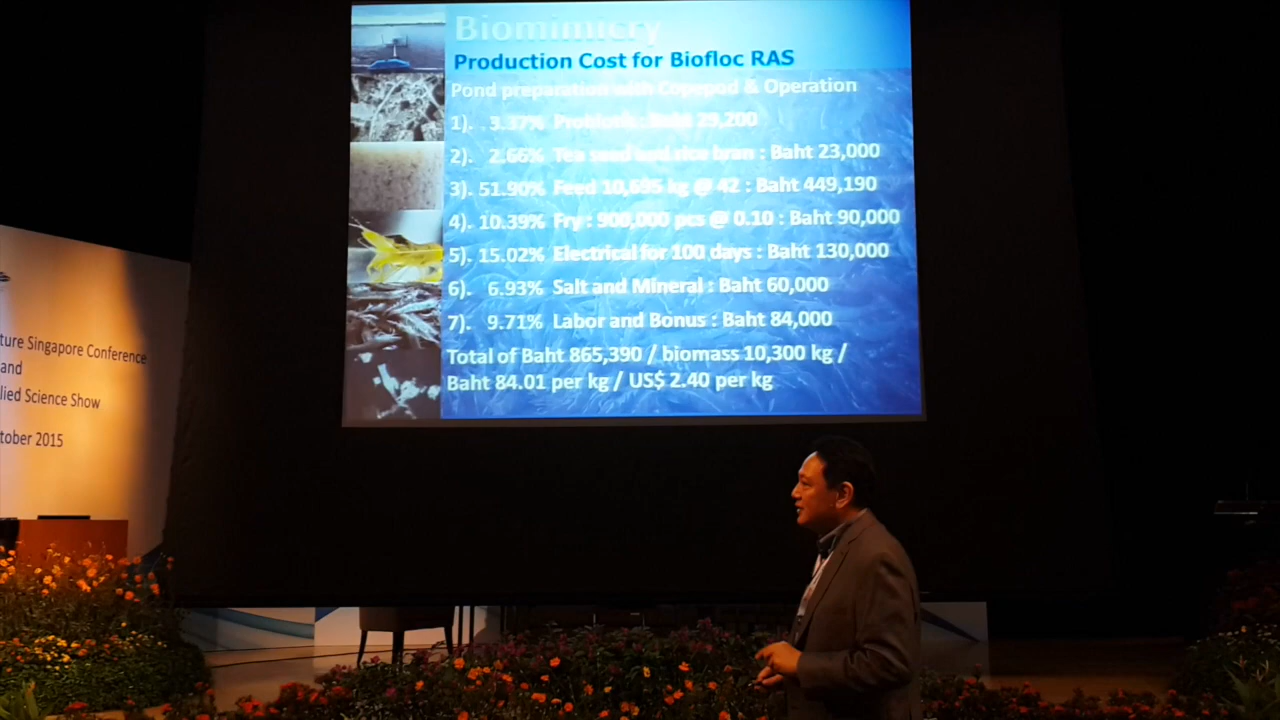 Biomimicry
Production Cost for Biofloc RAS
Pond preparation with Copepod & Operation
1). 3.37% Probiotic : Baht 29,200
2). 2.66% Tea seed and rice bran : Baht 23,000
3). 51.90% Feed 10,695 kg @ 42 : Baht 449,190
4). 10.39% Fry : 900,000 pcs @ 0.10 : Baht 90,000
5). 15.02% Electrical for 100 days : Baht 130,000
6). 6.93% Salt and Mineral : Baht 60,000
7). 9.71% Labor and Bonus : Baht 84,000
Total of Baht 865,390 / biomass 10,300 kg /
Baht 84.01 per kg / US$ 2.40 per kg
ture Singapore Conference
and
lied Science Show
tober 2015